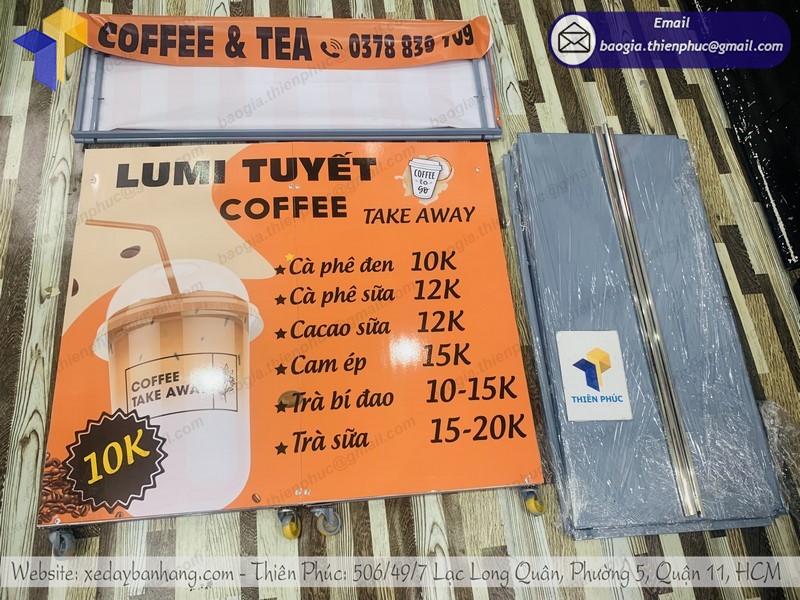 Email
baogia.thienphuc@gmail.com
COFFEE & TEA 0378 839 709
LUMI TUYẾT
COFFEE TAKE AWAY
COFFEE
to
go
Cà phê đen 10K
Cà phê sữa 12K
Cacao sữa 12K
Cam ép 15K
Trà bí đao 10-15K
Trà sữa 15-20K
COFFEE
TAKE AWAY
10K
THIÊN PHÚC
Website: xedaybanhang.com - Thiên Phúc: 506/49/7 Lạc Long Quân, Phường 5, Quận 11, HCM